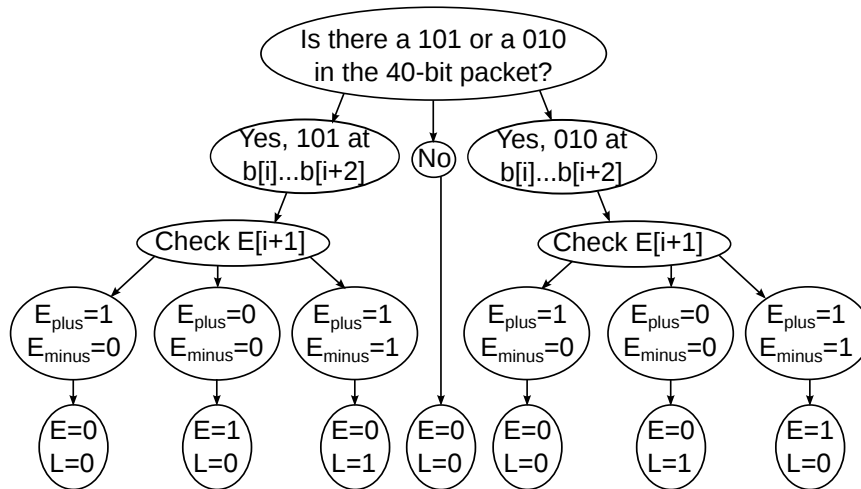 Is there a 101 or a 010
in the 40-bit packet?
Yes, 101 at
b[i]...b[i+2]
No
Yes, 010 at
b[i]...b[i+2]
Check E[i+1]
Check E[i+1]
Eplus=1
Eminus=0
Eplus=0
Eminus=0
Eplus=1
Eminus=1
Eplus=1
Eminus=0
Eplus=0
Eminus=0
Eplus=1
Eminus=1
E=0
L=0
E=1
L=0
E=0
L=1
E=0
L=0
E=0
L=0
E=0
L=1
E=1
L=0